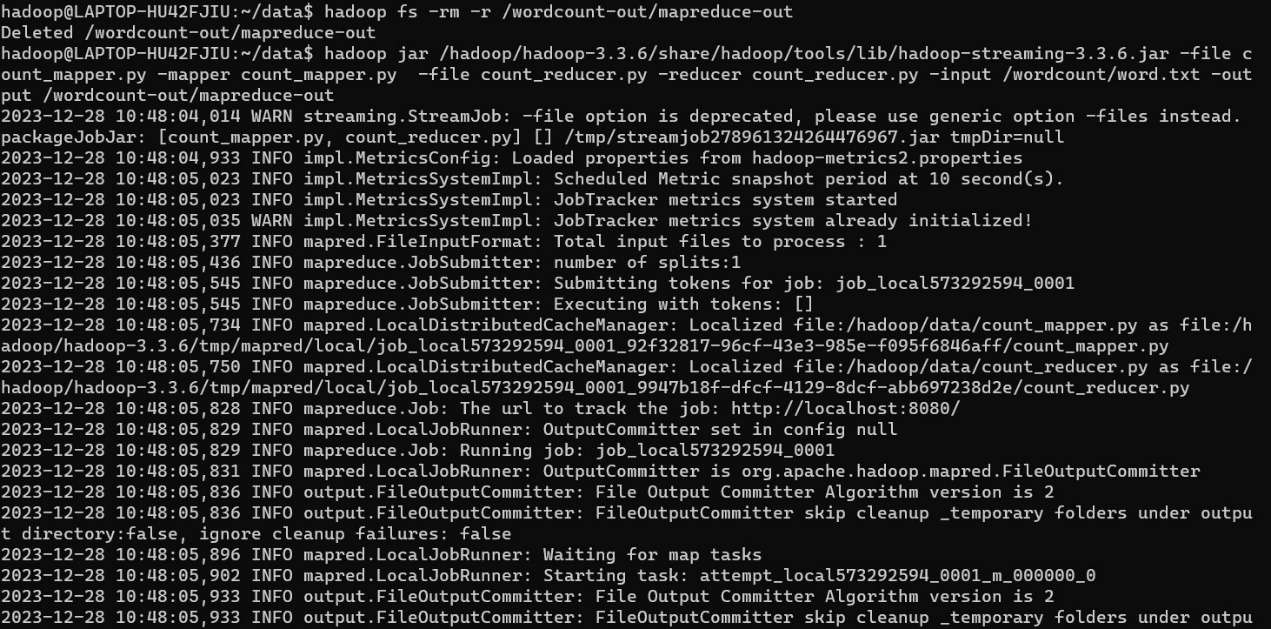 hadoop@LAPTOP-HU42FJIU:~/data$ hadoop fs -rm -r /wordcount-out/mapreduce-out
Deleted /wordcount-out/mapreduce-out
hadoop@LAPTOP-HU42FJIU:~/data$ hadoop jar /hadoop/hadoop-3.3.6/share/hadoop/tools/lib/hadoop-streaming-3.3.6.jar -file c
ount_mapper.py -mapper count_mapper.py  -file count_reducer.py -reducer count_reducer.py -input /wordcount/word.txt -out
put /wordcount-out/mapreduce-out
2023-12-28 10:48:04,014 WARN streaming.StreamJob: -file option is deprecated, please use generic option -files instead.
packageJobJar: [count_mapper.py, count_reducer.py] [] /tmp/streamjob278961324264476967.jar tmpDir=null
2023-12-28 10:48:04,933 INFO impl.MetricsConfig: Loaded properties from hadoop-metrics2.properties
2023-12-28 10:48:05,023 INFO impl.MetricsSystemImpl: Scheduled Metric snapshot period at 10 second(s).
2023-12-28 10:48:05,023 INFO impl.MetricsSystemImpl: JobTracker metrics system started
2023-12-28 10:48:05,035 WARN impl.MetricsSystemImpl: JobTracker metrics system already initialized!
2023-12-28 10:48:05,377 INFO mapred.FileInputFormat: Total input files to process : 1
2023-12-28 10:48:05,436 INFO mapreduce.JobSubmitter: number of splits:1
2023-12-28 10:48:05,545 INFO mapreduce.JobSubmitter: Submitting tokens for job: job_local573292594_0001
2023-12-28 10:48:05,545 INFO mapreduce.JobSubmitter: Executing with tokens: []
2023-12-28 10:48:05,734 INFO mapred.LocalDistributedCacheManager: Localized file:/hadoop/data/count_mapper.py as file:/h
adoop/hadoop-3.3.6/tmp/mapred/local/job_local573292594_0001_92f32817-96cf-43e3-985e-f095f6846aff/count_mapper.py
2023-12-28 10:48:05,750 INFO mapred.LocalDistributedCacheManager: Localized file:/hadoop/data/count_reducer.py as file:/
hadoop/hadoop-3.3.6/tmp/mapred/local/job_local573292594_0001_9947b18f-dfcf-4129-8dcf-abb697238d2e/count_reducer.py
2023-12-28 10:48:05,828 INFO mapreduce.Job: The url to track the job: http://localhost:8080/
2023-12-28 10:48:05,829 INFO mapred.LocalJobRunner: OutputCommitter set in config null
2023-12-28 10:48:05,829 INFO mapreduce.Job: Running job: job_local573292594_0001
2023-12-28 10:48:05,831 INFO mapred.LocalJobRunner: OutputCommitter is org.apache.hadoop.mapred.FileOutputCommitter
2023-12-28 10:48:05,836 INFO output.FileOutputCommitter: File Output Committer Algorithm version is 2
2023-12-28 10:48:05,836 INFO output.FileOutputCommitter: FileOutputCommitter skip cleanup _temporary folders under outpu
t directory:false, ignore cleanup failures: false
2023-12-28 10:48:05,896 INFO mapred.LocalJobRunner: Waiting for map tasks
2023-12-28 10:48:05,902 INFO mapred.LocalJobRunner: Starting task: attempt_local573292594_0001_m_000000_0
2023-12-28 10:48:05,933 INFO output.FileOutputCommitter: File Output Committer Algorithm version is 2
2023-12-28 10:48:05,933 INFO output.FileOutputCommitter: FileOutputCommitter skip cleanup _temporary folders under outpu